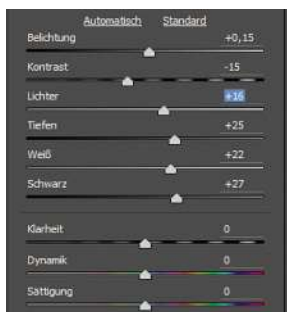 Automatisch Standard
Belichtung +0,15
Kontrast -15
Lichter +16
Tiefen +25
Weiß +22
Schwarz +27
Klarheit 0
Dynamik 0
Sättigung 0